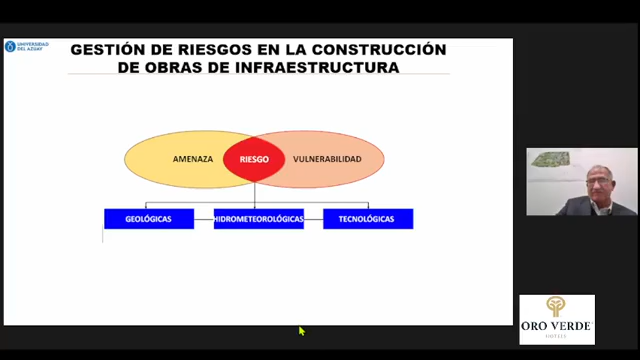 UNIVERSIDAD
DEL AZUAY
GESTIÓN DE RIESGOS EN LA CONSTRUCCIÓN
DE OBRAS DE INFRAESTRUCTURA
AMENAZA
RIESGO
VULNERABILIDAD
GEOLÓGICAS
HIDROMETEOROLÓGICAS
TECNOLÓGICAS
ORO VERDE
HOTELS